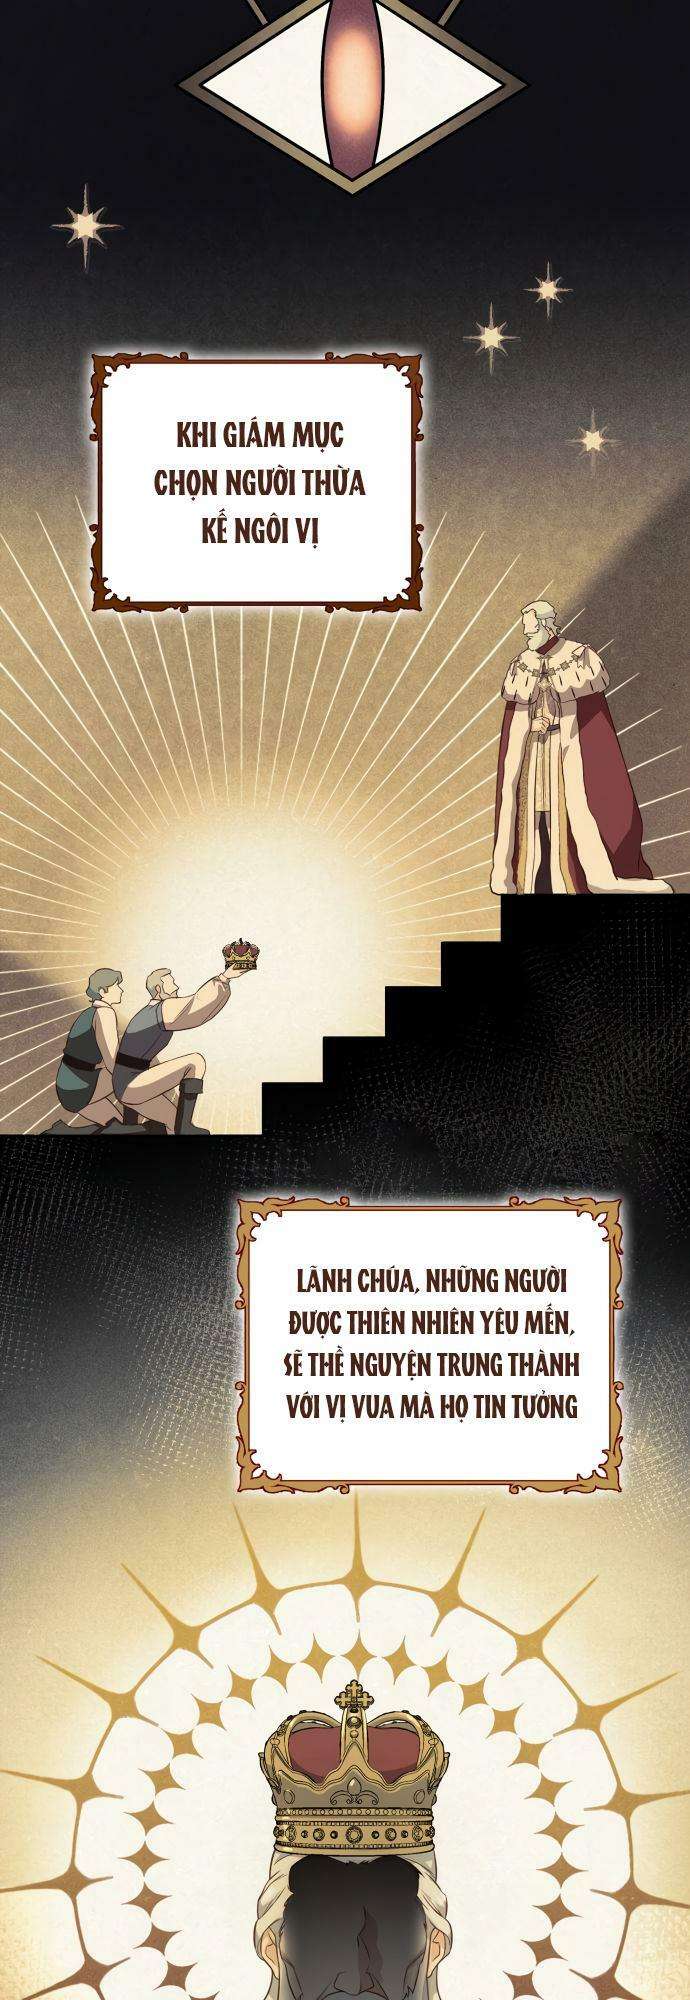 KHI GIÁM MỤC
CHỌN NGƯỜI THỪA
KẾ NGÔI VỊ
LÃNH CHÚA, NHỮNG NGƯỜI
ĐƯỢC THIÊN NHIÊN YÊU MẾN,
SẼ THỀ NGUYỆN TRUNG THÀNH
VỚI VỊ VUA MÀ HỌ TIN TƯỞNG